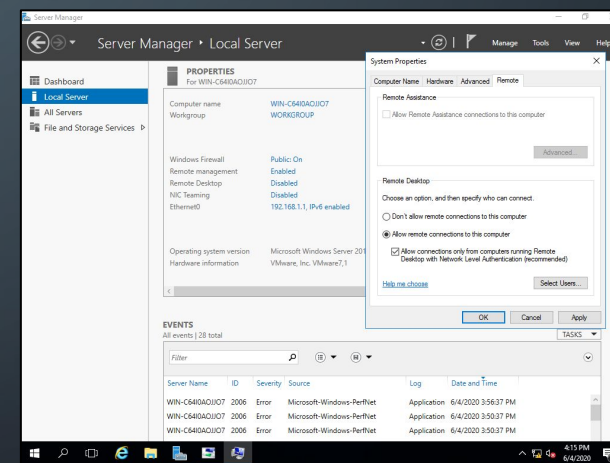 Server Manager
Server Manager • Local Server
Manage Tools View Help
Dashboard
Local Server
All Servers
File and Storage Services
PROPERTIES
For WIN-C64I0AOJJO7
Computer name WIN-C64I0AOJJO7
Workgroup WORKGROUP
Windows Firewall Public: On
Remote management Enabled
Remote Desktop Disabled
NIC Teaming Disabled
Ethernet0 192.168.1.1, IPv6 enabled
Operating system version Microsoft Windows Server 201
Hardware information VMware, Inc. VMware7,1
System Properties
Computer Name Hardware Advanced Remote
Remote Assistance
Allow Remote Assistance connections to this computer
Advanced...
Remote Desktop
Choose an option, and then specify who can connect.
Don't allow remote connections to this computer
Allow remote connections to this computer
Allow connections only from computers running Remote
Desktop with Network Level Authentication (recommended)
Help me choose Select Users...
OK Cancel Apply
EVENTS
All events | 28 total
TASKS
Filter
Server Name ID Severity Source Log Date and Time
WIN-C64I0AOJJO7 2006 Error Microsoft-Windows-PerfNet Application 6/4/2020 3:56:37 PM
WIN-C64I0AOJJO7 2006 Error Microsoft-Windows-PerfNet Application 6/4/2020 3:50:37 PM
WIN-C64I0AOJJO7 2006 Error Microsoft-Windows-PerfNet Application 6/4/2020 3:50:37 PM
4:15 PM
6/4/2020